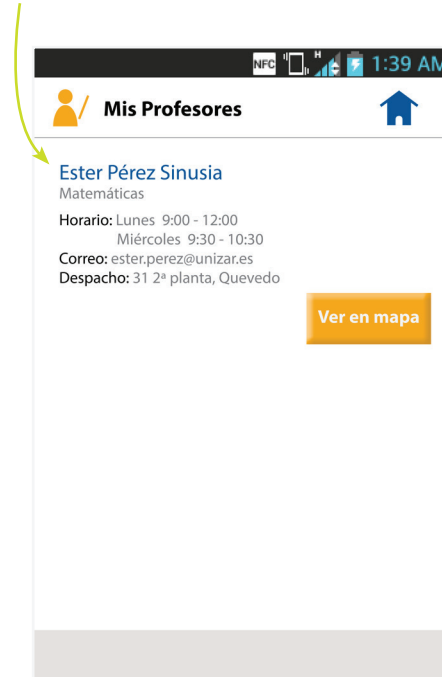 NFC H 1:39 AM
Mis Profesores
Ester Pérez Sinusia
Matemáticas
Horario: Lunes 9:00 - 12:00
Miércoles 9:30 - 10:30
Correo: ester.perez@unizar.es
Despacho: 31 2ª planta, Quevedo
Ver en mapa